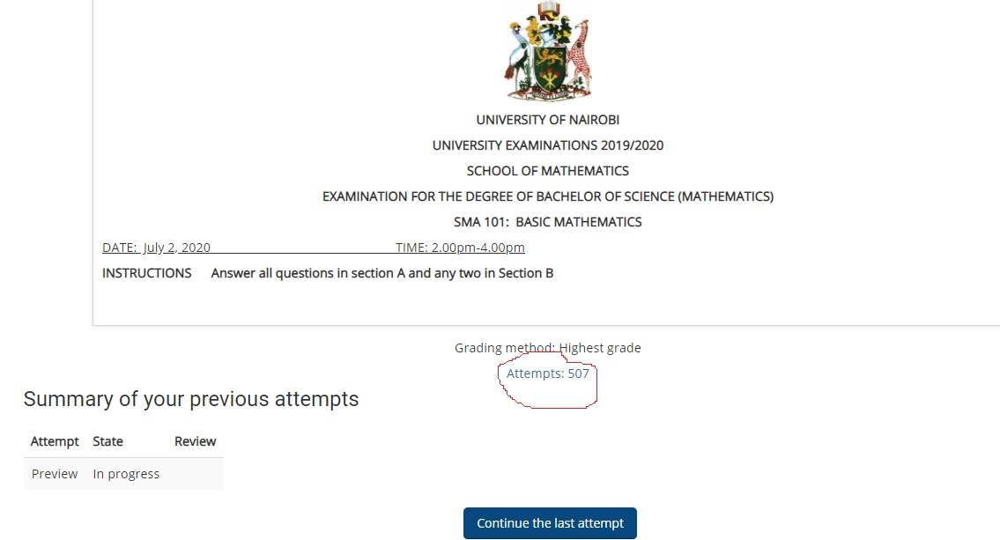 UNIVERSITY OF NAIROBI
UNIVERSITY EXAMINATIONS 2019/2020
SCHOOL OF MATHEMATICS
EXAMINATION FOR THE DEGREE OF BACHELOR OF SCIENCE (MATHEMATICS)
SMA 101: BASIC MATHEMATICS
DATE: July 2, 2020 TIME: 2.00pm-4.00pm
INSTRUCTIONS Answer all questions in section A and any two in Section B
Grading method: Highest grade
Attempts: 507
Summary of your previous attempts
Attempt State Review
Preview In progress
Continue the last attempt